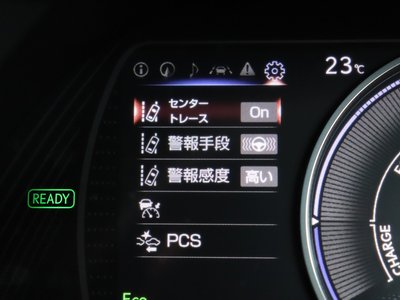 23℃
センター
トレース On
警報手段
警報感度 高い
READY
PCS
CHARGE
Eco